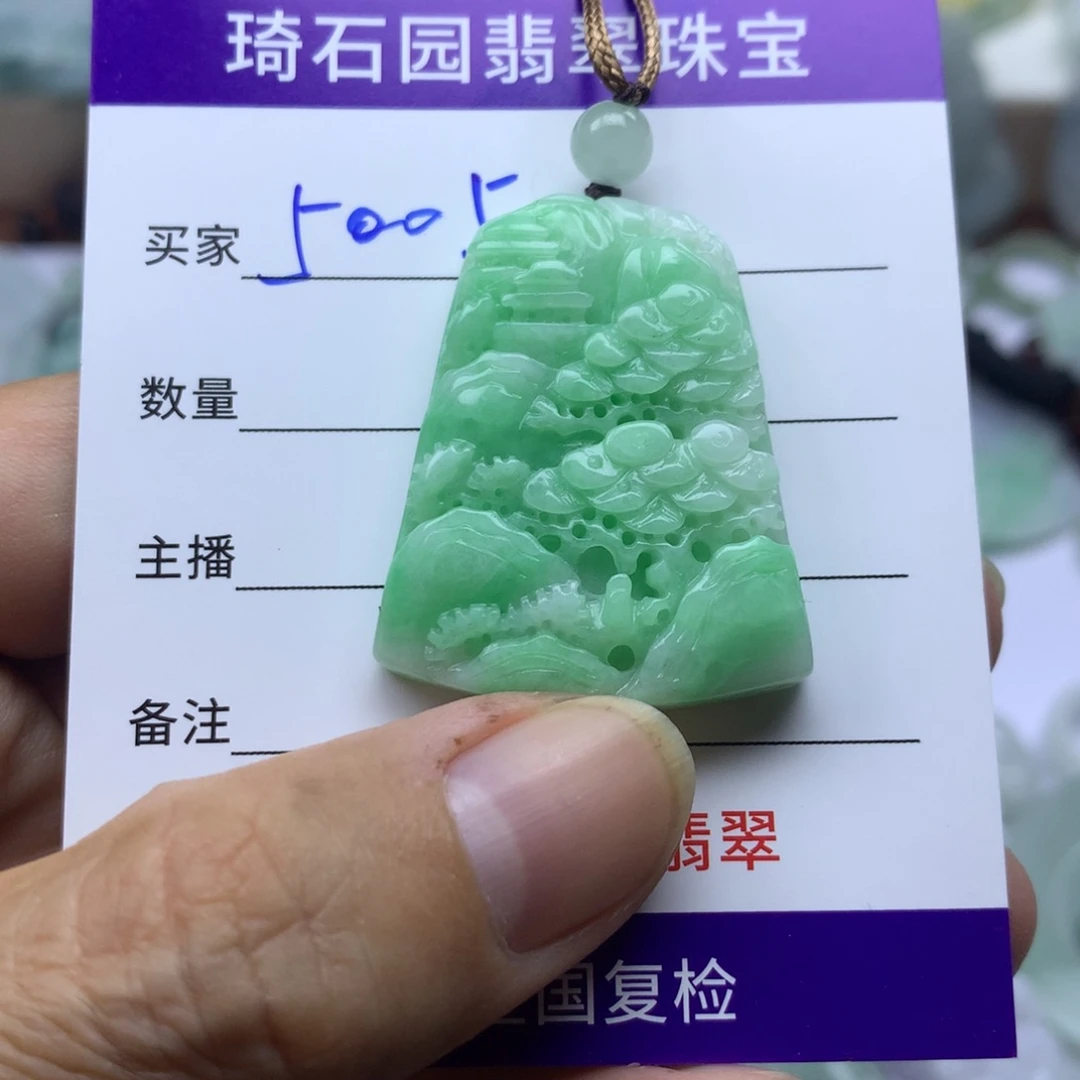 琦石园翡翠珠宝
买家 5005
数量
主播
备注
翡翠
国复检